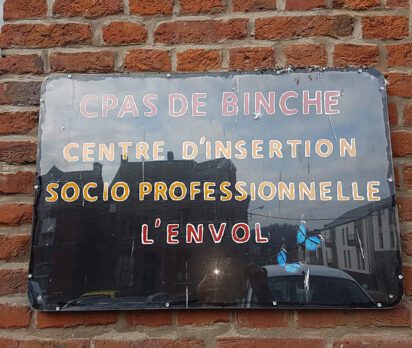 CPAS DE BINCHE
CENTRE D'INSERTION
SOCIO PROFESSIONNELLE
L'ENVOL